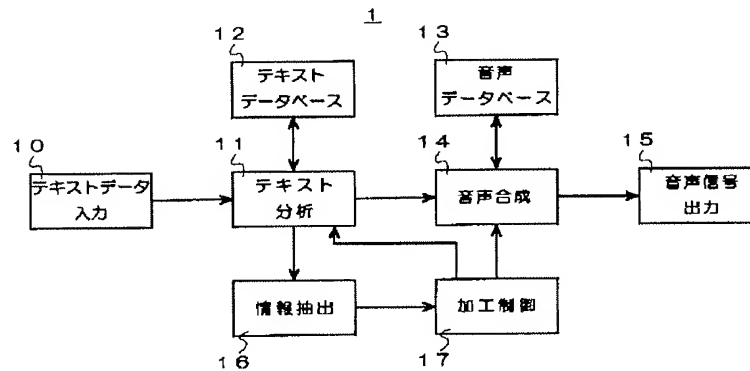 1
12
テキスト
データベース
13
音声
データベース
10
テキストデータ
入力
11
テキスト
分析
14
音声合成
15
音声信号
出力
情報抽出
16
加工制御
17